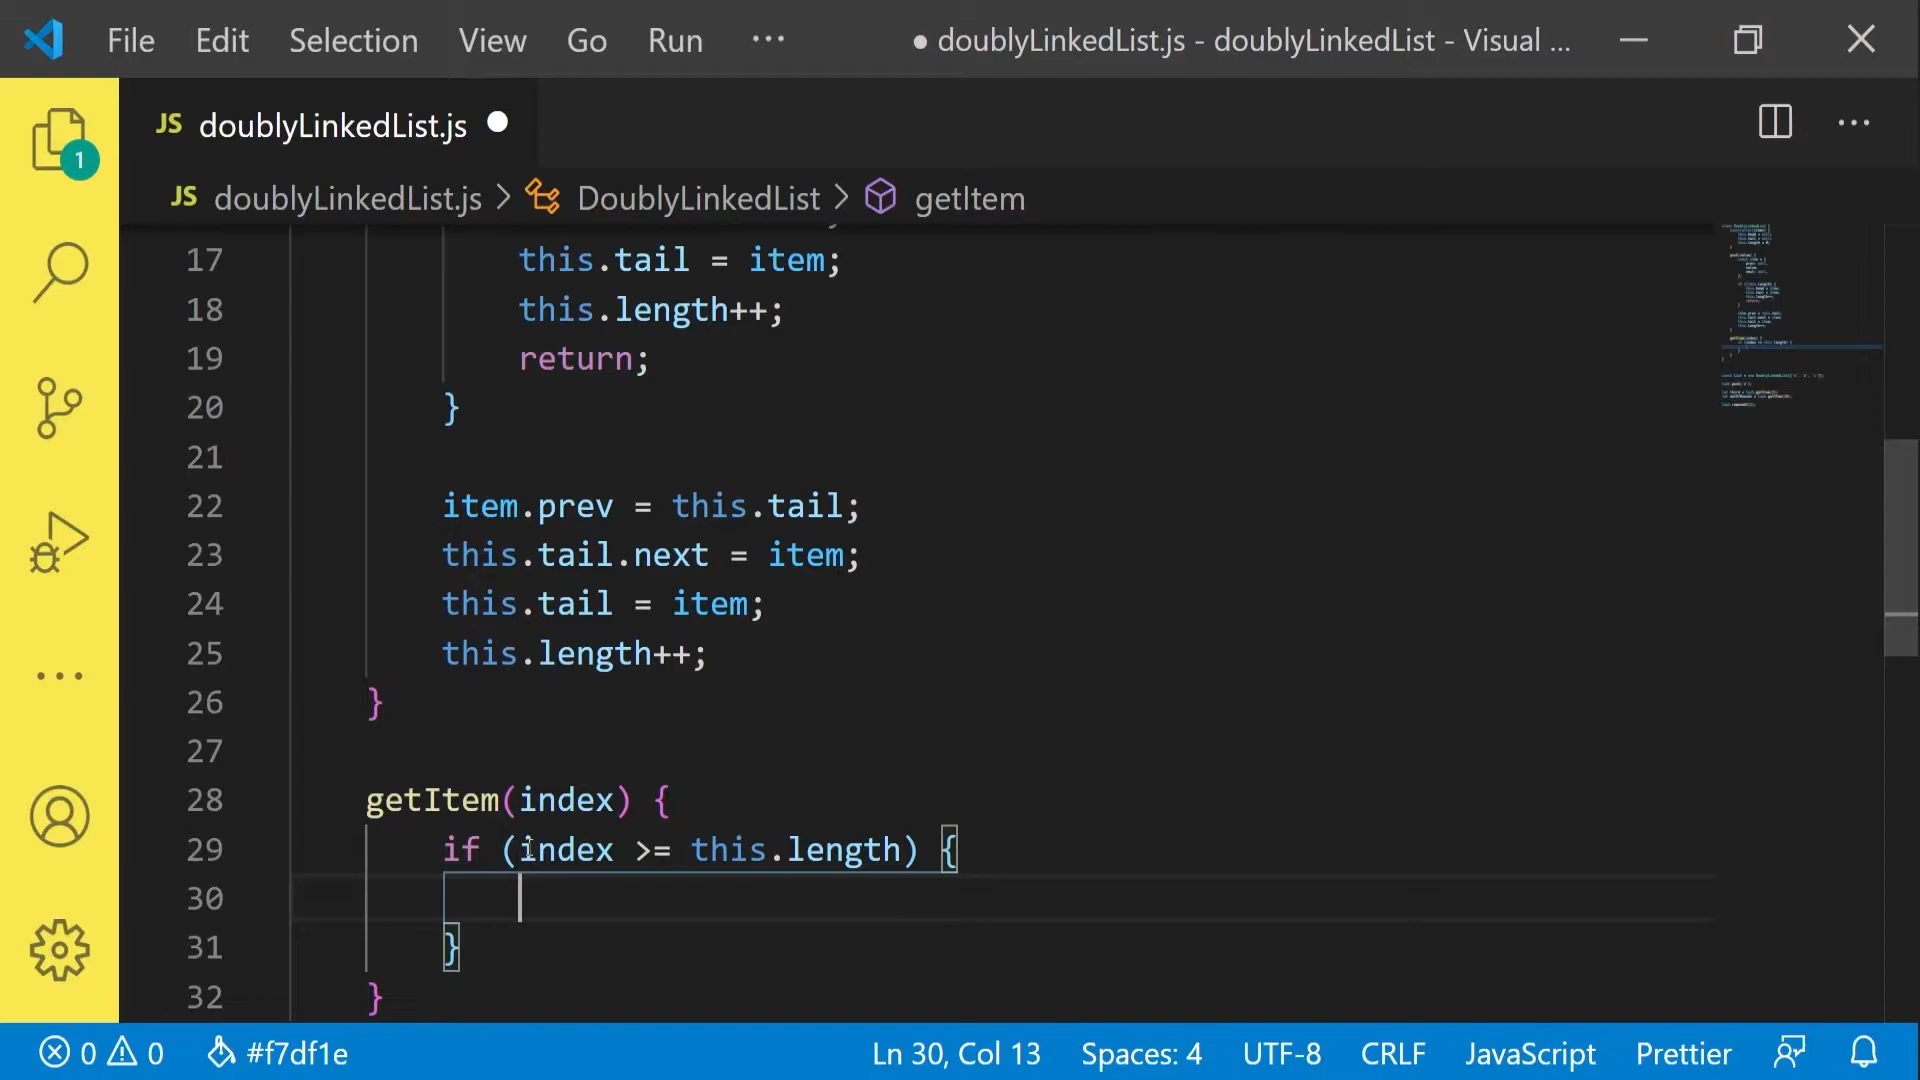 File Edit Selection View Go Run ··· ● doublyLinkedList.js - doublyLinkedList - Visual ...
JS doublyLinkedList.js
1
JS doublyLinkedList.js > DoublyLinkedList > getItem
17 this.tail = item;
18 this.length++;
19 return;
20 }
21
22 item.prev = this.tail;
23 this.tail.next = item;
24 this.tail = item;
25 this.length++;
26 }
27
28 getItem(index) {
29 if (index >= this.length) {
30
31 }
32 }
0 0 #f7df1e Ln 30, Col 13 Spaces: 4 UTF-8 CRLF JavaScript Prettier